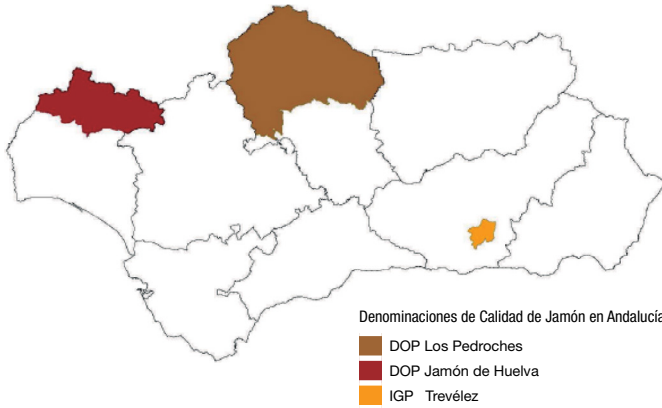 Denominaciones de Calidad de Jamón en Andalucía
DOP Los Pedroches
DOP Jamón de Huelva
IGP Trevélez